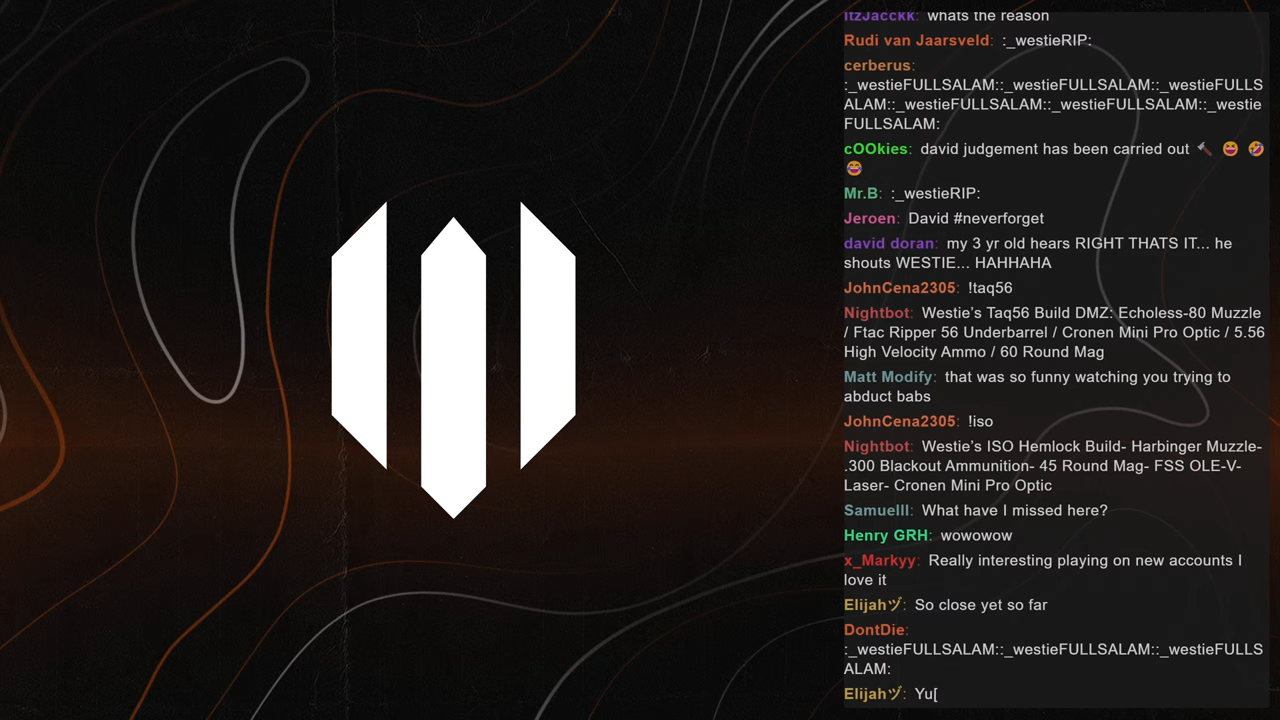 ItzJaccKk: whats the reason
Rudi van Jaarsveld: :_westieRIP:
cerberus:
:_westieFULLSALAM::_westieFULLSALAM::_westieFULLS
ALAM::_westieFULLSALAM::_westieFULLSALAM::_westie
FULLSALAM:
cOOkies: david judgement has been carried out 🔨 😆 🤣
😂
Mr.B: :_westieRIP:
Jeroen: David #neverforget
david doran: my 3 yr old hears RIGHT THATS IT... he
shouts WESTIE... HAHHAHA
JohnCena2305: !taq56
Nightbot: Westie's Taq56 Build DMZ: Echoless-80 Muzzle
/ Ftac Ripper 56 Underbarrel / Cronen Mini Pro Optic / 5.56
High Velocity Ammo / 60 Round Mag
Matt Modify: that was so funny watching you trying to
abduct babs
JohnCena2305: !iso
Nightbot: Westie's ISO Hemlock Build- Harbinger Muzzle-
.300 Blackout Ammunition- 45 Round Mag- FSS OLE-V-
Laser- Cronen Mini Pro Optic
Samuelll: What have I missed here?
Henry GRH: wowowow
x_Markyy: Really interesting playing on new accounts I
love it
Elijahヅ: So close yet so far
DontDie:
:_westieFULLSALAM::_westieFULLSALAM::_westieFULLS
ALAM:
Elijahヅ: Yu[